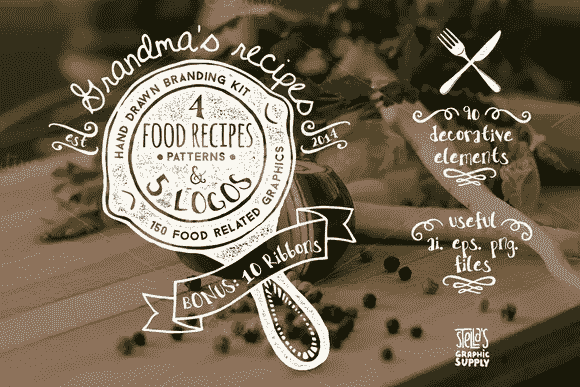 Grandma's recipes
est
2014
HAND DRAWN BRANDING KIT
4
FOOD RECIPES
• PATTERNS •
&
5 LOGOS
150 FOOD RELATED GRAPHICS
BONUS: 10 Ribbons
90
decorative
elements
useful
ai. eps. png.
files
Stella's
GRAPHIC
SUPPLY